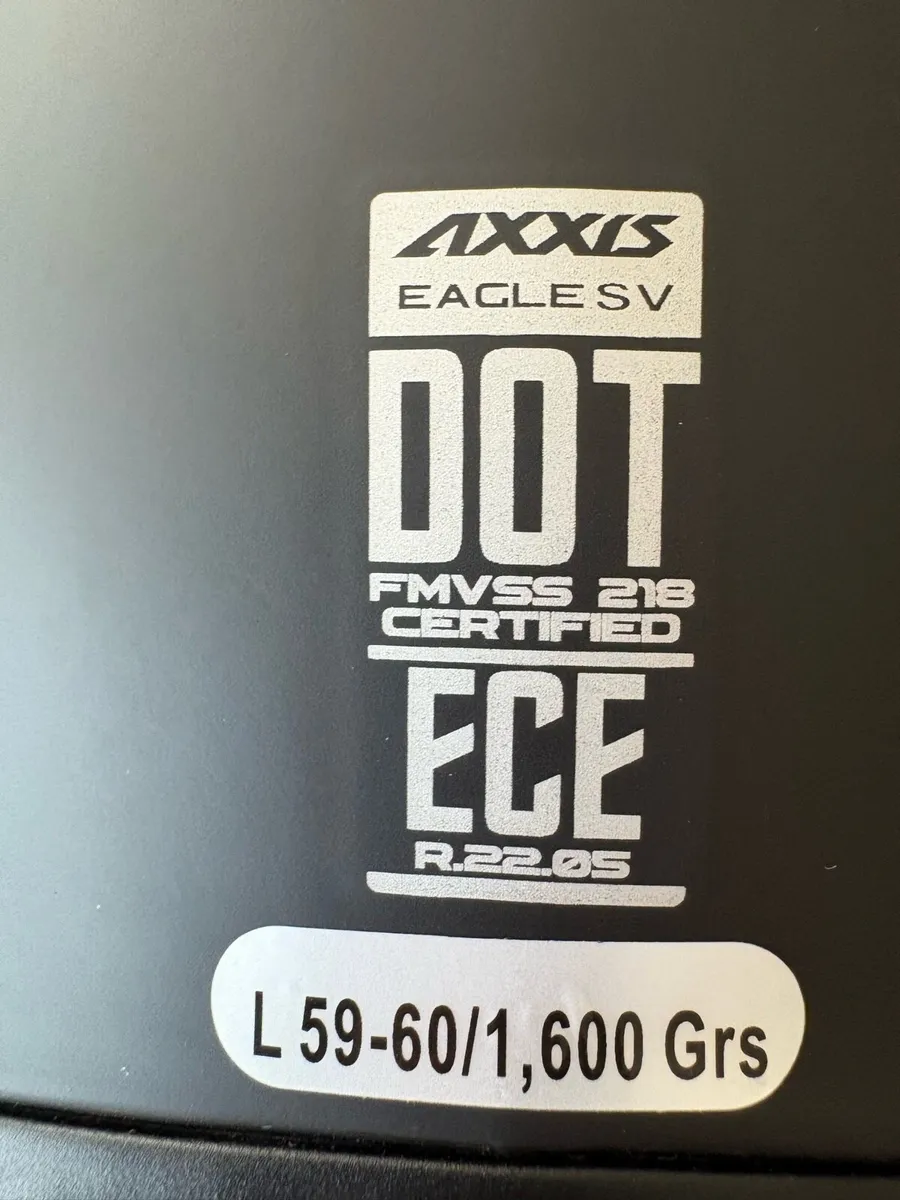 AXXIS
EAGLE SV
DOT
FMVSS 218
CERTIFIED
ECE
R.22.05
L 59-60/1,600 Grs